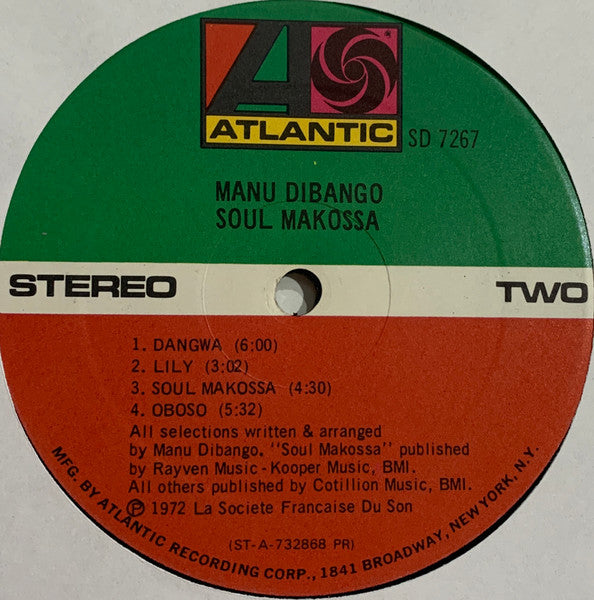 ATLANTIC
SD 7267
MANU DIBANGO
SOUL MAKOSSA
STEREO
TWO
1. DANGWA (6:00)
2. LILY (3:02)
3. SOUL MAKOSSA (4:30)
4. OBOSO (5:32)
All selections written & arranged
by Manu Dibango. "Soul Makossa" published
by Rayven Music - Kooper Music, BMI.
All others published by Cotillion Music, BMI.
℗ 1972 La Societe Francaise Du Son
(ST-A-732868 PR)
MFG. BY ATLANTIC RECORDING CORP., 1841 BROADWAY, NEW YORK, N.Y.